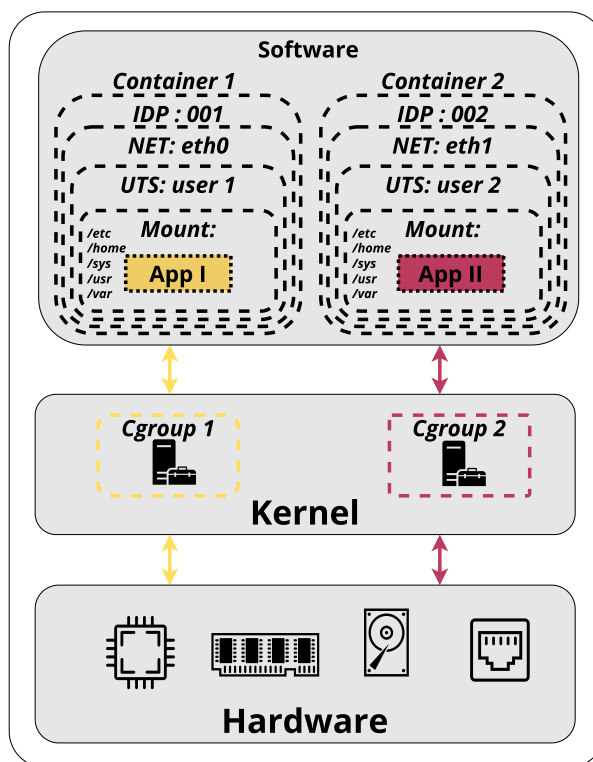 Software
Container 1
IDP : 001
NET: eth0
UTS: user 1
Mount:
/etc
/home
/sys
/usr
/var
App I
Container 2
IDP : 002
NET: eth1
UTS: user 2
Mount:
/etc
/home
/sys
/usr
/var
App II
Cgroup 1
Cgroup 2
Kernel
Hardware